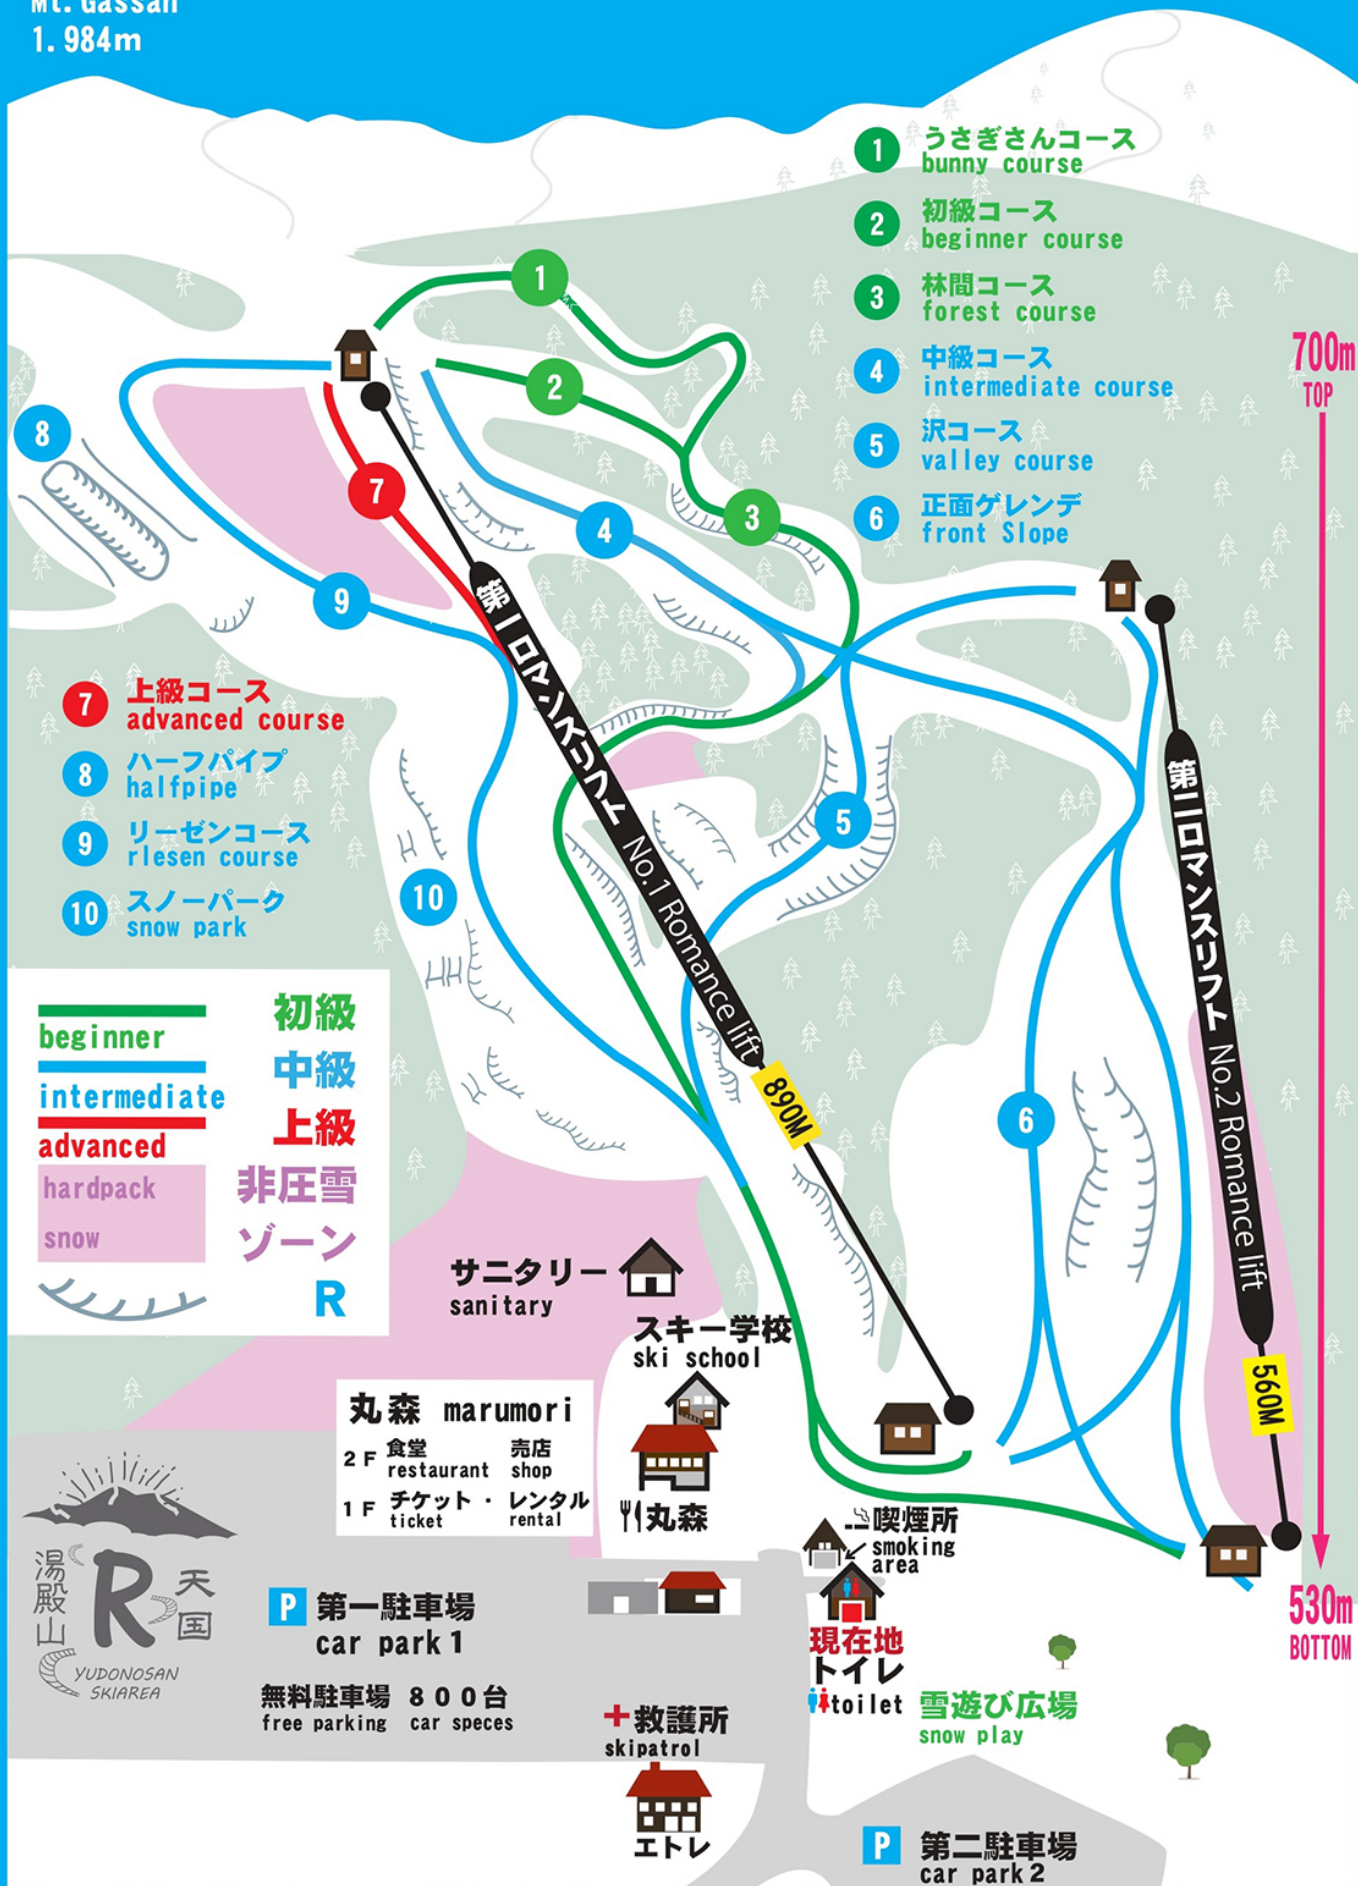 Mt. Gassan
1. 984m
1
うさぎさんコース
bunny course
2
初級コース
beginner course
3
林間コース
forest course
4
中級コース
intermediate course
5
沢コース
valley course
6
正面ゲレンデ
front Slope
700m
TOP
1
2
3
4
5
6
7
8
9
10
第一ロマンスリフト No.1 Romance lift
890M
第二ロマンスリフト No.2 Romance lift
560M
7
上級コース
advanced course
8
ハーフパイプ
halfpipe
9
リーゼンコース
rlesen course
10
スノーパーク
snow park
beginner
初級
intermediate
中級
advanced
上級
hardpack
snow
非圧雪
ゾーン
R
サニタリー
sanitary
スキー学校
ski school
丸森 marumori
2F 食堂 売店
restaurant shop
1F チケット・レンタル
ticket rental
丸森
喫煙所
smoking
area
現在地
トイレ
toilet
雪遊び広場
snow play
530m
BOTTOM
湯殿山
R
天国
YUDONOSAN
SKIAREA
P 第一駐車場
car park 1
無料駐車場 800台
free parking car speces
救護所
skipatrol
エトレ
P 第二駐車場
car park 2